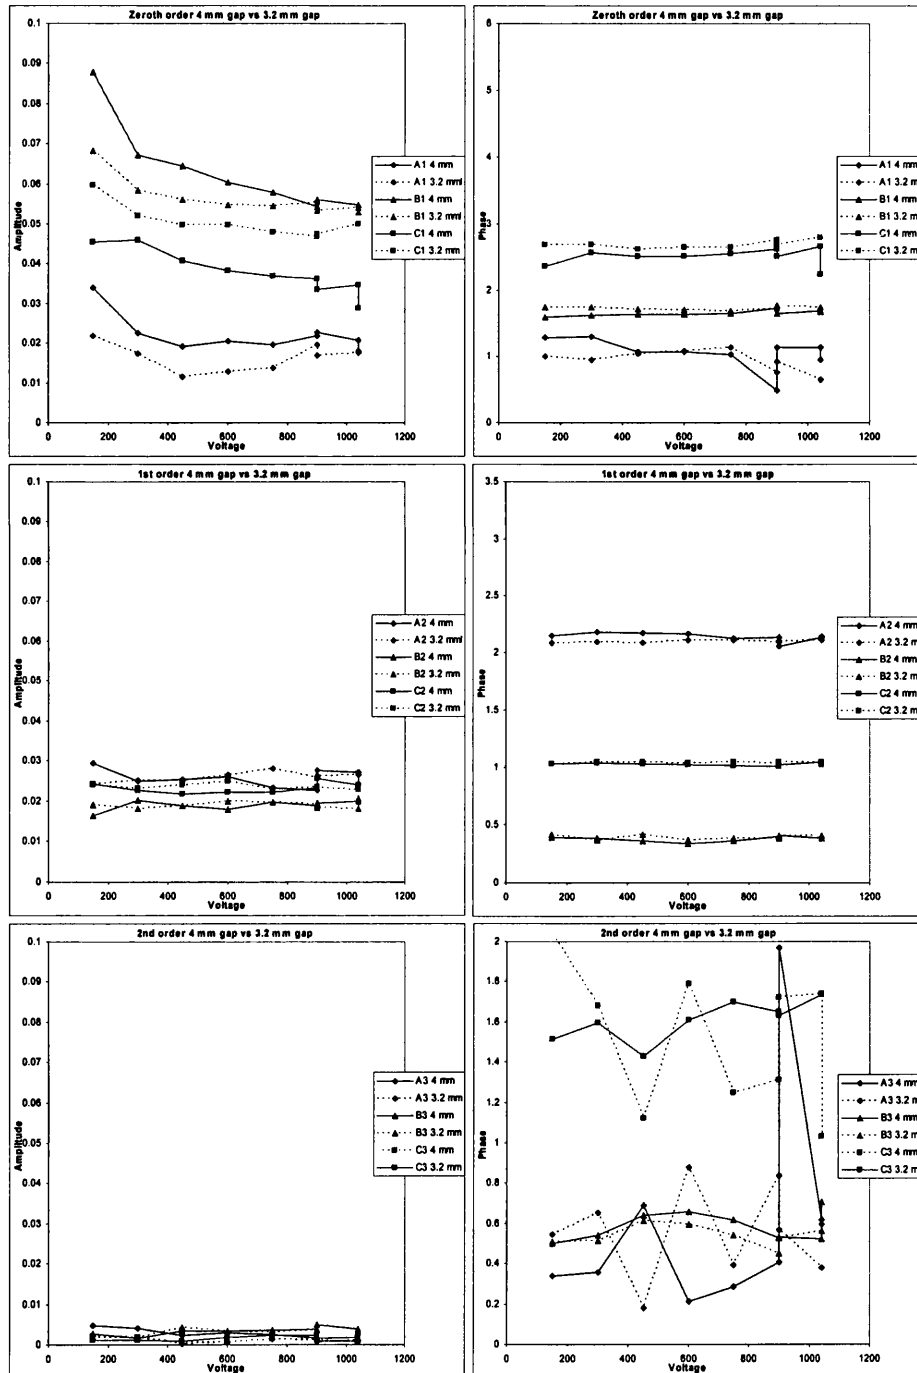 Zeroth order 4 mm gap vs 3.2 mm gap
0.1
0.09
0.08
0.07
0.06
0.05
0.04
0.03
0.02
0.01
0
Amplitude
0 200 400 600 800 1000 1200
Voltage
A1 4 mm
A1 3.2 mm
B1 4 mm
B1 3.2 mm
C1 4 mm
C1 3.2 mm
Zeroth order 4 mm gap vs 3.2 mm gap
6
5
4
3
2
1
0
Phase
0 200 400 600 800 1000 1200
Voltage
A1 4 mm
A1 3.2 mm
B1 4 mm
B1 3.2 mm
C1 4 mm
C1 3.2 mm
1st order 4 mm gap vs 3.2 mm gap
0.1
0.09
0.08
0.07
0.06
0.05
0.04
0.03
0.02
0.01
0
Amplitude
0 200 400 600 800 1000 1200
Voltage
A2 4 mm
A2 3.2 mm
B2 4 mm
B2 3.2 mm
C2 4 mm
C2 3.2 mm
1st order 4 mm gap vs 3.2 mm gap
3.5
3
2.5
2
1.5
1
0.5
0
Phase
0 200 400 600 800 1000 1200
Voltage
A2 4 mm
A2 3.2 m
B2 4 mm
B2 3.2 m
C2 4 mm
C2 3.2 m
2nd order 4 mm gap vs 3.2 mm gap
0.1
0.09
0.08
0.07
0.06
0.05
0.04
0.03
0.02
0.01
0
Amplitude
0 200 400 600 800 1000 1200
Voltage
A3 4 mm
A3 3.2 mm
B3 4 mm
B3 3.2 mm
C3 4 mm
C3 3.2 mm
2nd order 4 mm gap vs 3.2 mm gap
2
1.8
1.6
1.4
1.2
1
0.8
0.6
0.4
0.2
0
Phase
0 200 400 600 800 1000 1200
Voltage
A3 4 mm
A3 3.2 m
B3 4 mm
B3 3.2 m
C3 4 mm
C3 3.2 m